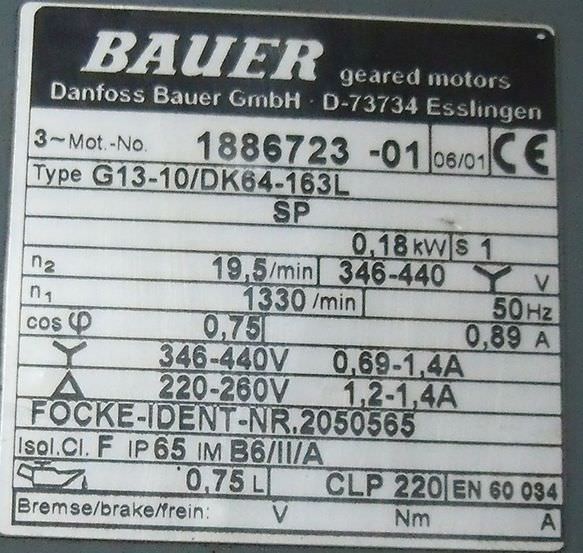 BAUER geared motors
Danfoss Bauer GmbH · D-73734 Esslingen
3~Mot.-No. 1886723 -01 06/01 CE
Type G13-10/DK64-163L
SP
0,18 kW S 1
n2 19,5/min 346-440 V
n1 1330 /min 50Hz
cos φ 0,75 0,89 A
346-440V 0,69-1,4A
220-260V 1,2-1,4A
FOCKE-IDENT-NR.2050565
Isol.Cl. F IP 65 IM B6/II/A
0,75 L CLP 220 EN 60 034
Bremse/brake/frein: V Nm A